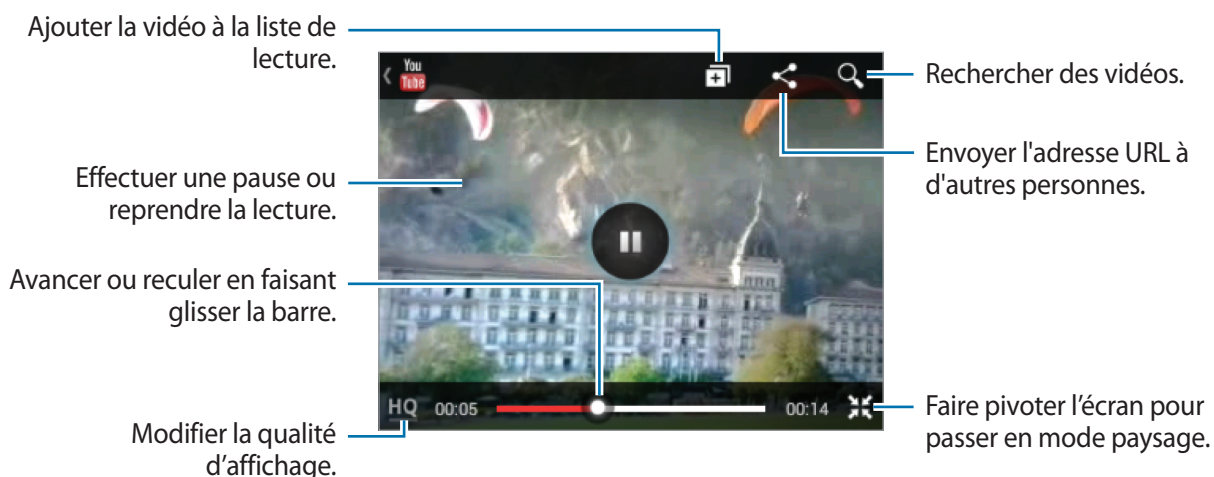 Ajouter la vidéo à la liste de
lecture.
You
Tube
Rechercher des vidéos.
Envoyer l'adresse URL à
d'autres personnes.
Effectuer une pause ou
reprendre la lecture.
Avancer ou reculer en faisant
glisser la barre.
HQ 00:05 00:14
Faire pivoter l’écran pour
passer en mode paysage.
Modifier la qualité
d’affichage.